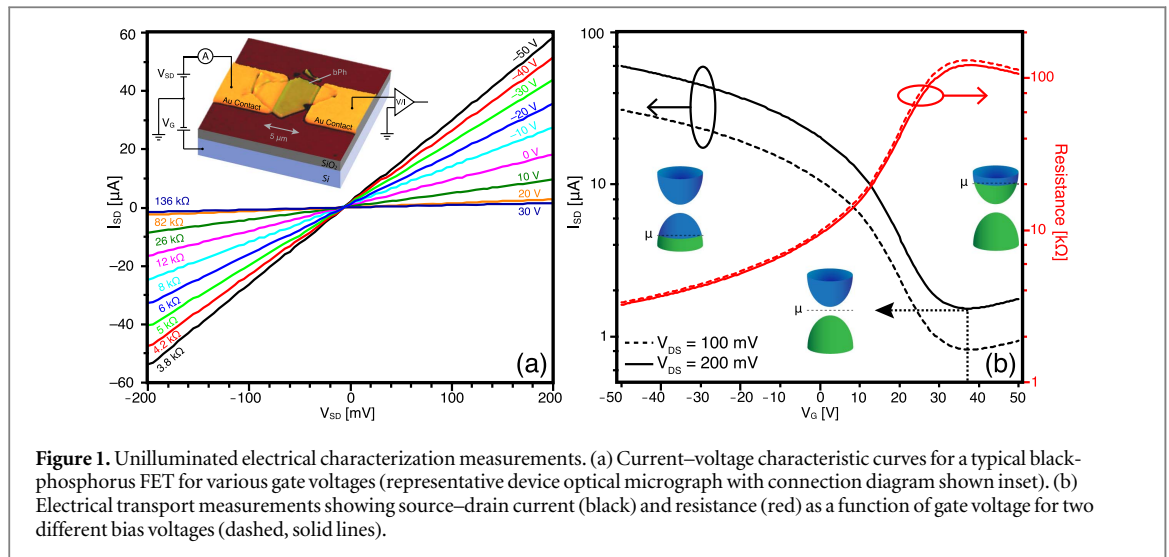 60
40
20
0
−20
−40
−60
I_SD [µA]
−200
−100
0
100
200
V_SD [mV]
A
V_SD
V_G
V/I
bPh
Au Contact
Au Contact
5 µm
SiO₂
Si
−50 V
−40 V
−30 V
−20 V
−10 V
0 V
10 V
20 V
30 V
136 kΩ
82 kΩ
26 kΩ
12 kΩ
8 kΩ
6 kΩ
5 kΩ
4.2 kΩ
3.8 kΩ
(a)
100
10
1
I_SD [µA]
µ
µ
µ
V_DS = 100 mV
V_DS = 200 mV
(b)
−50
−40
−30
−20
−10
0
10
20
30
40
50
V_G [V]
100
10
1
Resistance [kΩ]
Figure 1. Unilluminated electrical characterization measurements. (a) Current–voltage characteristic curves for a typical black-
phosphorus FET for various gate voltages (representative device optical micrograph with connection diagram shown inset). (b)
Electrical transport measurements showing source–drain current (black) and resistance (red) as a function of gate voltage for two
different bias voltages (dashed, solid lines).